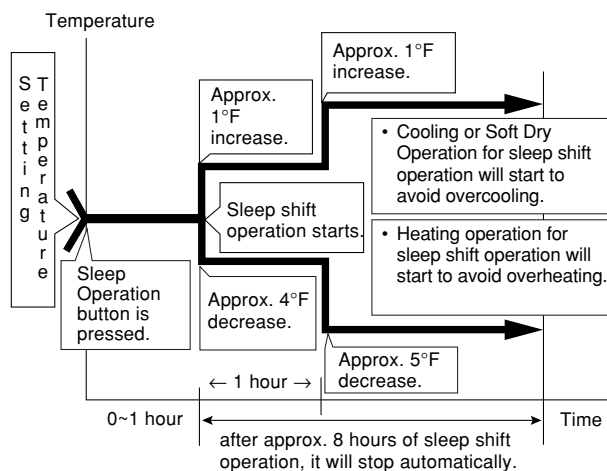 Temperature
Setting
Temperature
Approx.
1°F
increase.
Approx. 1°F
increase.
• Cooling or Soft Dry
Operation for sleep shift
operation will start to
avoid overcooling.
Sleep shift
operation starts.
• Heating operation for
sleep shift operation will
start to avoid overheating.
Sleep
Operation
button is
pressed.
Approx. 4°F
decrease.
Approx. 5°F
decrease.
← 1 hour →
0~1 hour
Time
after approx. 8 hours of sleep shift
operation, it will stop automatically.